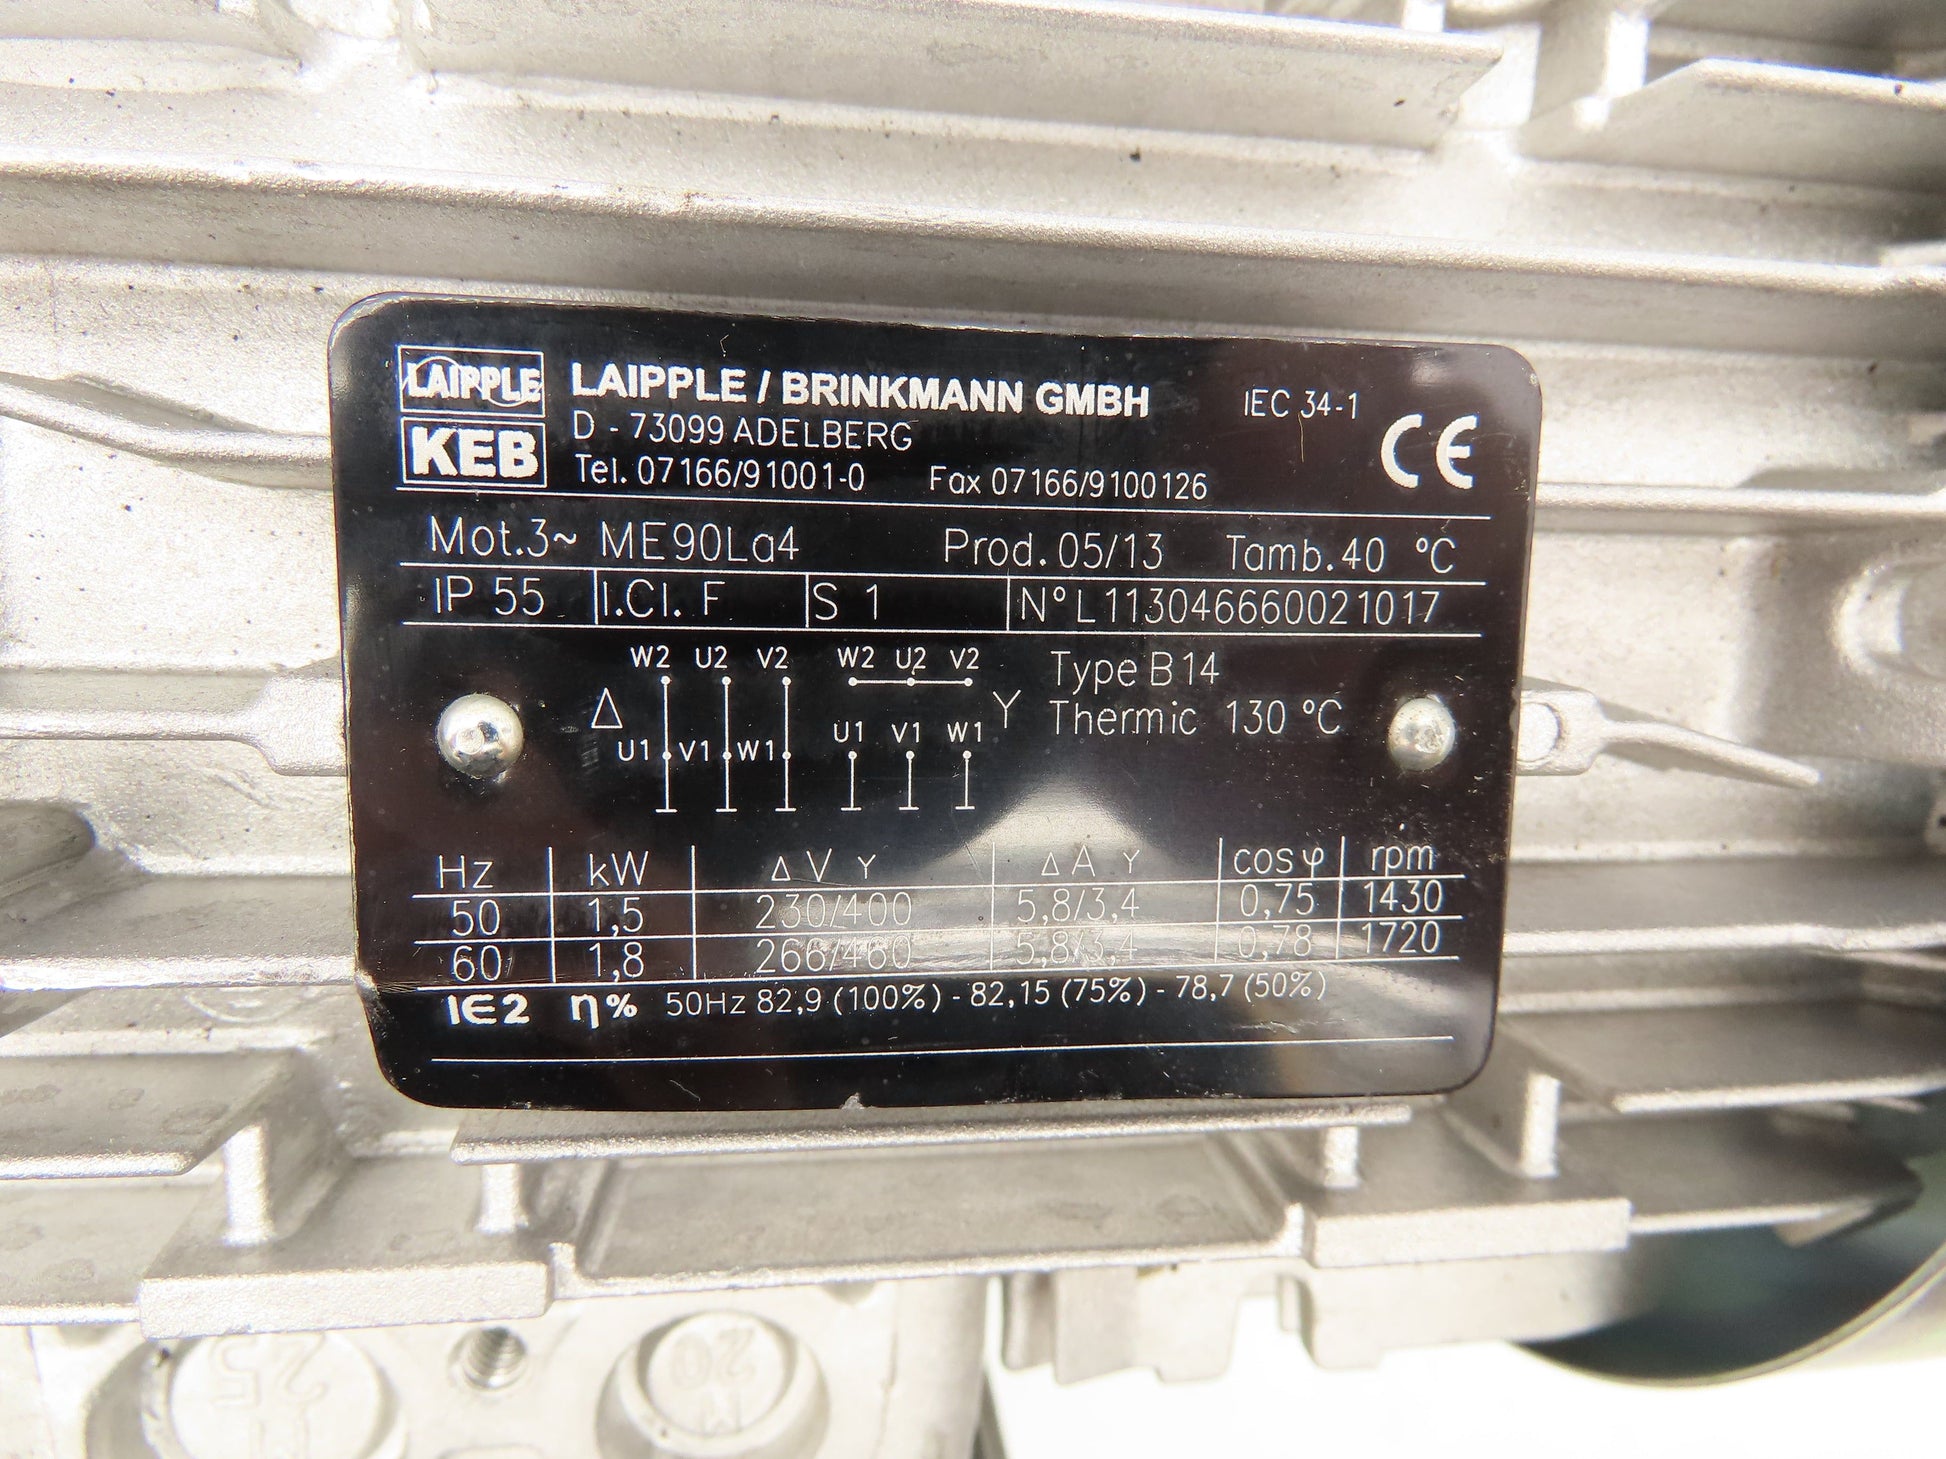 LAIPPLE LAIPPLE / BRINKMANN GMBH IEC 34-1
KEB D - 73099 ADELBERG CE
Tel. 07166/91001-0 Fax 07166/9100126
Mot.3~ ME90La4 Prod. 05/13 Tamb. 40 °C
IP 55 I.Cl. F S 1 N° L113046660021017
W2 U2 V2 W2 U2 V2 Type B14
Δ Y Thermic 130 °C
U1 V1 W1 U1 V1 W1
Hz kW Δ V Y Δ A Y cosφ rpm
50 1,5 230/400 5,8/3,4 0,75 1430
60 1,8 266/460 5,8/3,4 0,78 1720
IE2 η% 50Hz 82,9 (100%) - 82,15 (75%) - 78,7 (50%)
25 M20